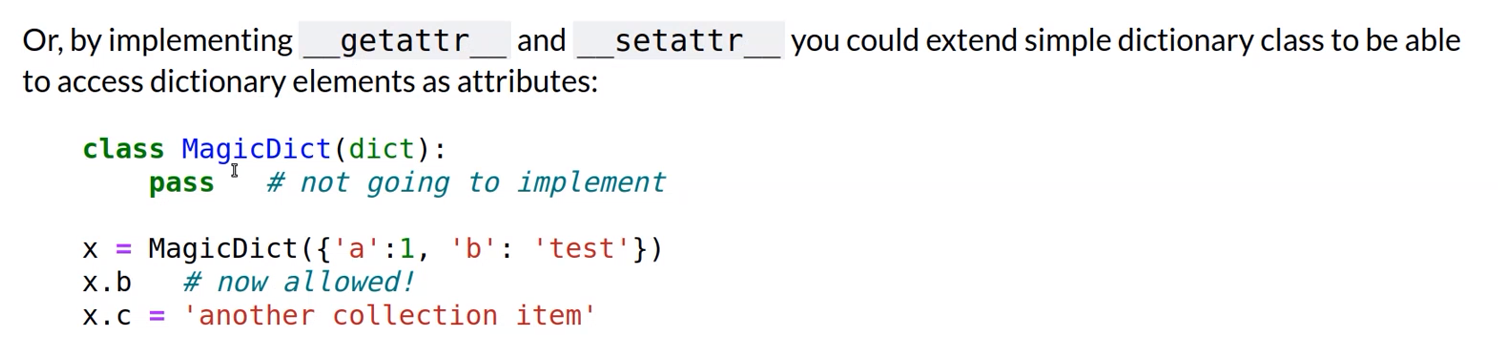 Or, by implementing __getattr__ and __setattr__ you could extend simple dictionary class to be able
to access dictionary elements as attributes:
class MagicDict(dict):
    pass   # not going to implement
x = MagicDict({'a':1, 'b': 'test'})
x.b   # now allowed!
x.c = 'another collection item'